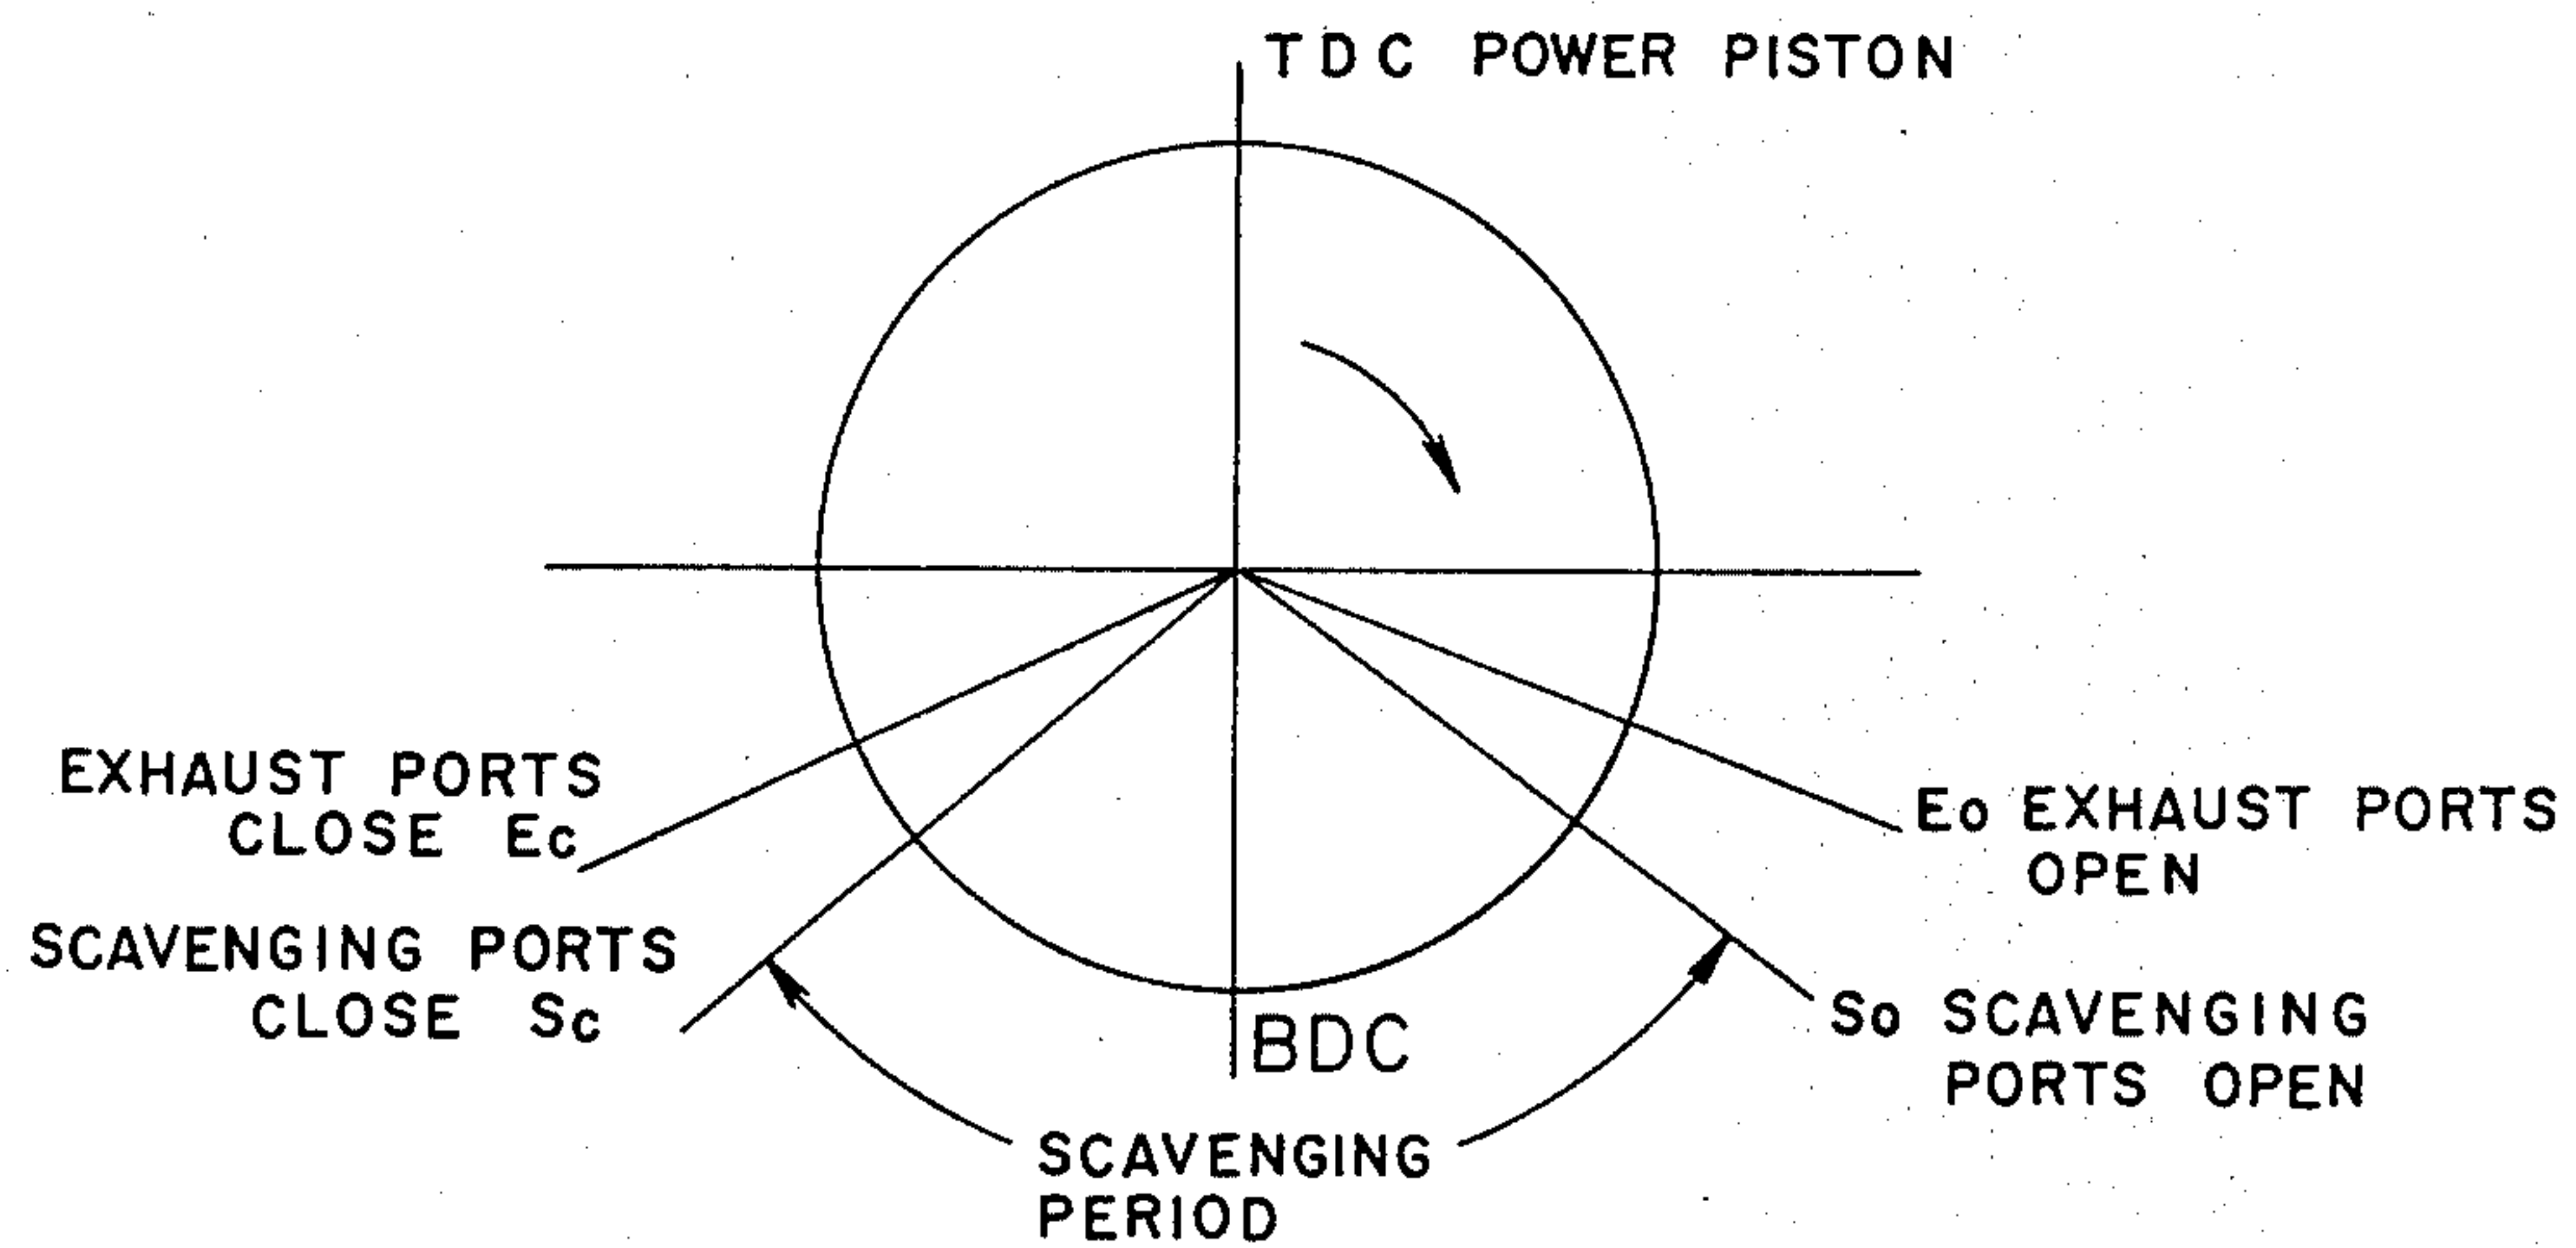 TDC POWER PISTON
EXHAUST PORTS
CLOSE Ec
Eo EXHAUST PORTS
OPEN
SCAVENGING PORTS
CLOSE Sc
So SCAVENGING
PORTS OPEN
BDC
SCAVENGING
PERIOD